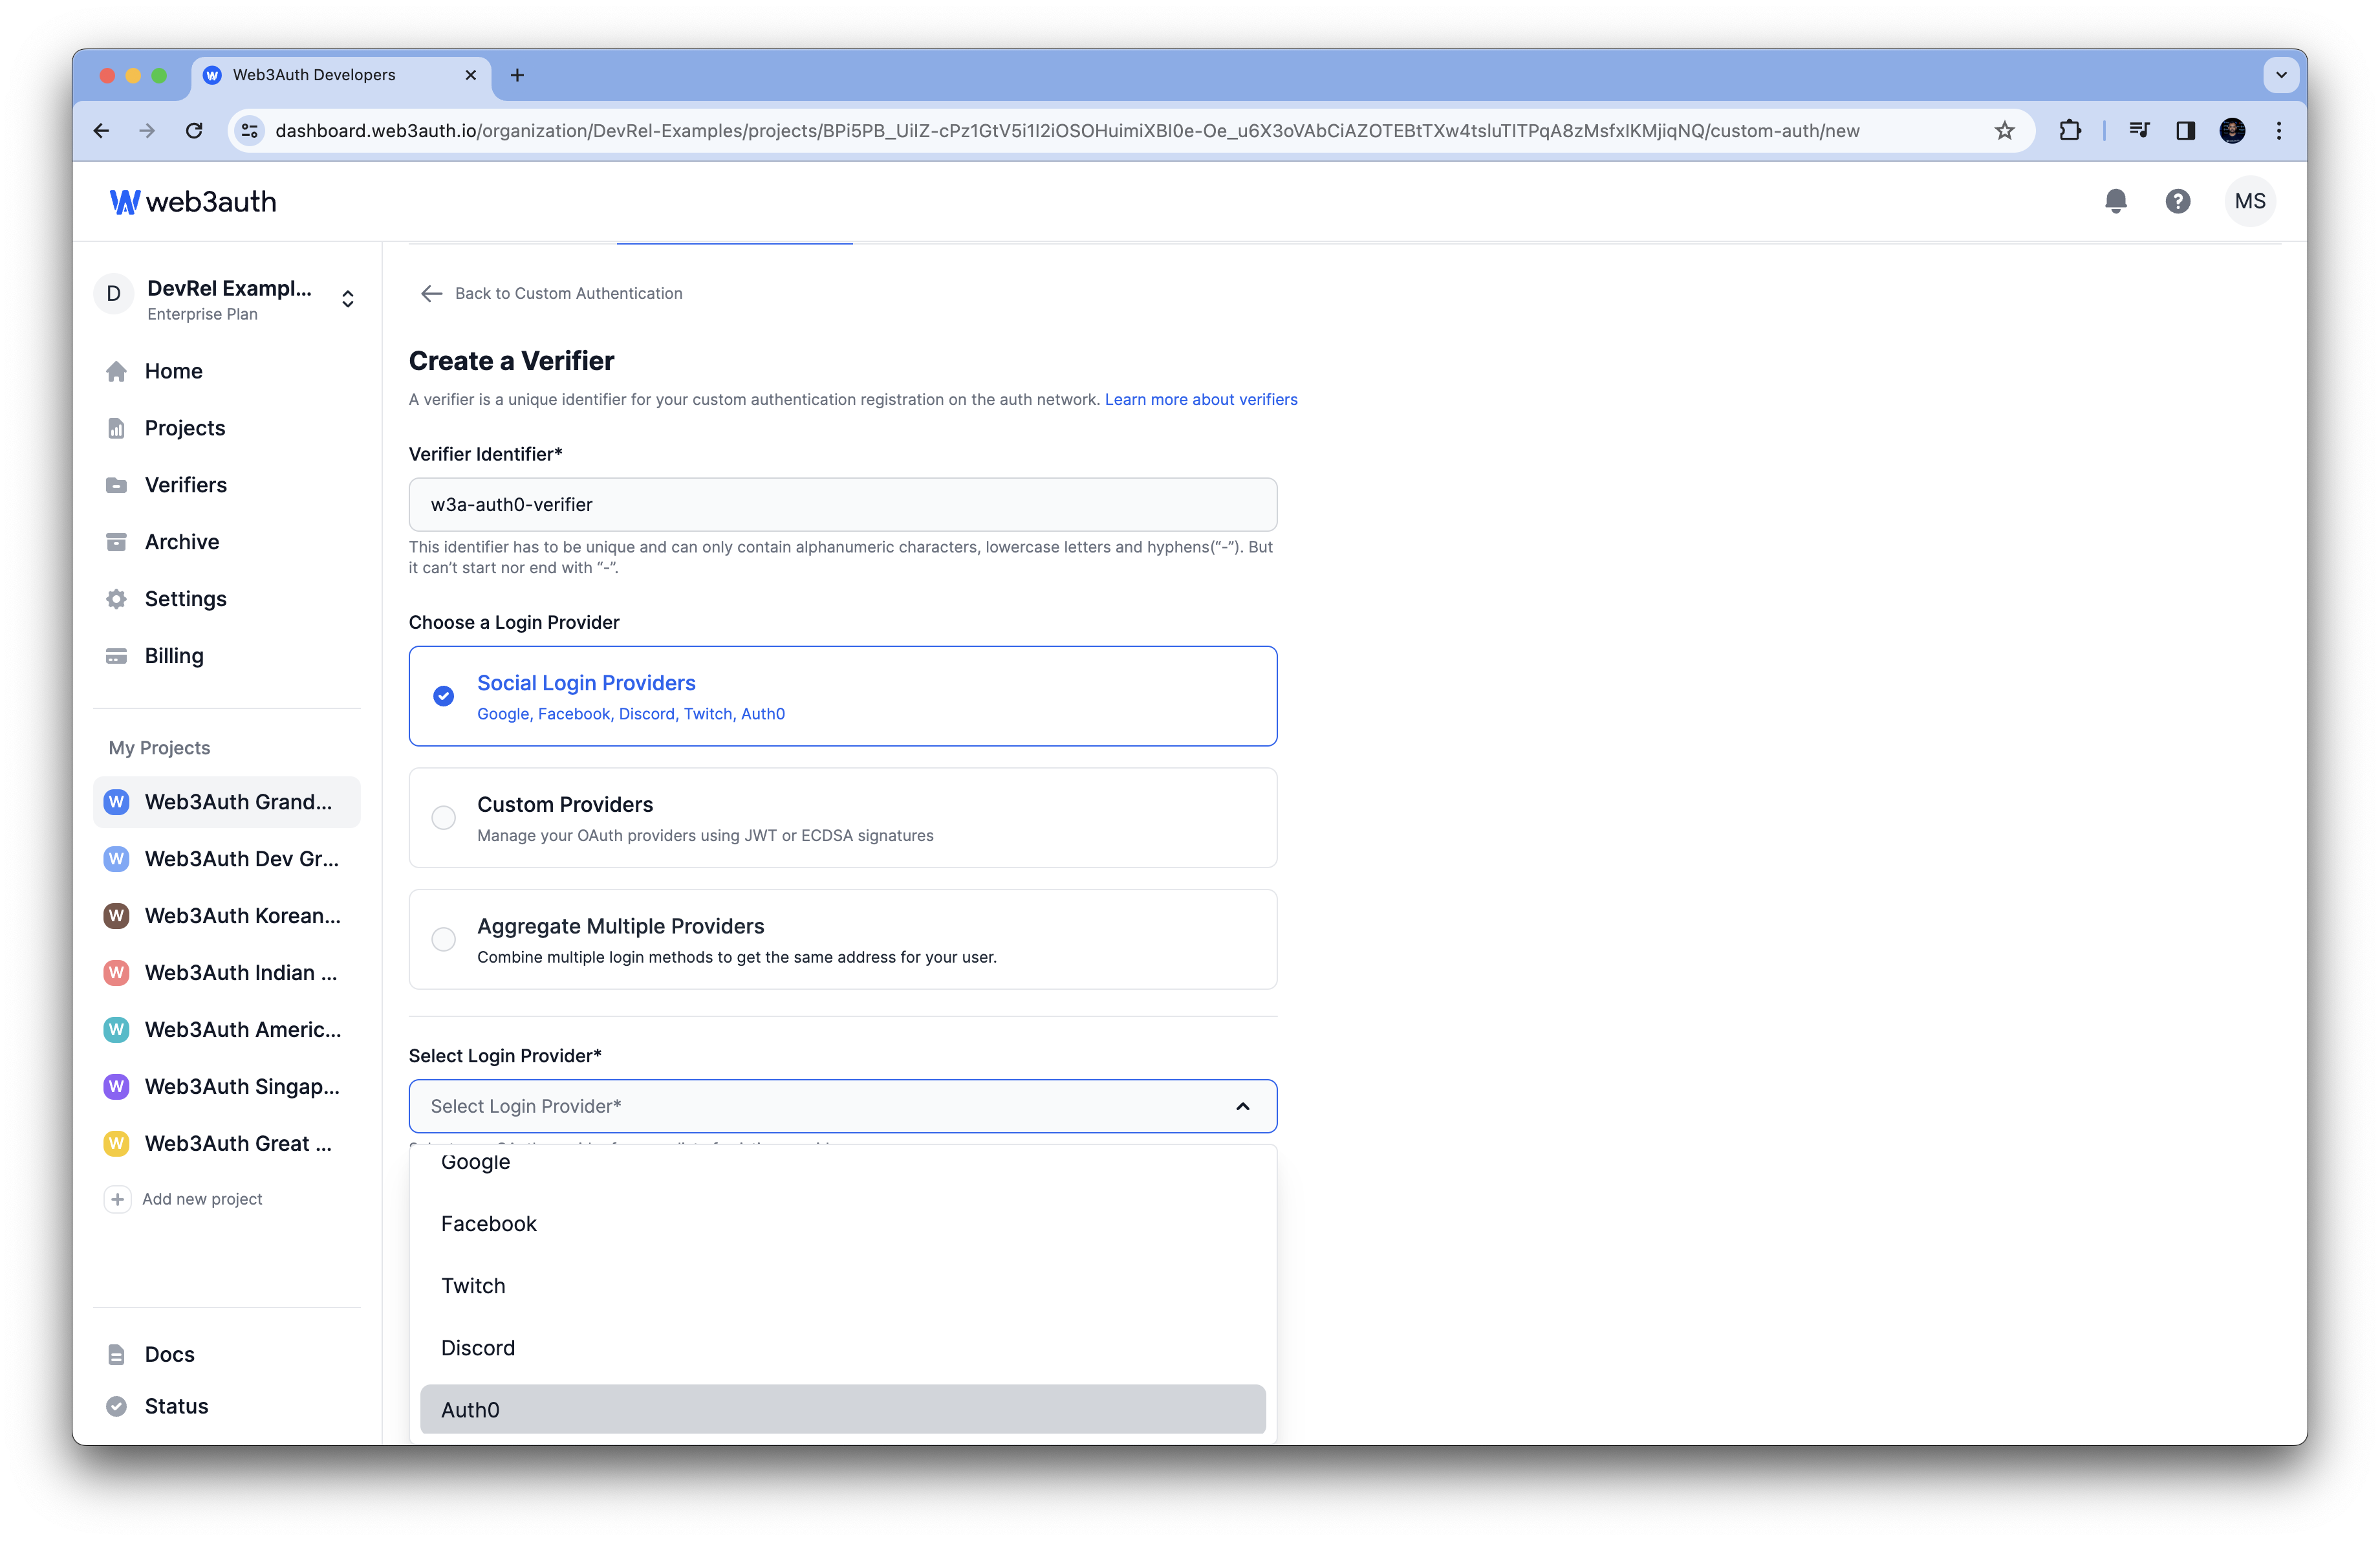 Web3Auth Developers
dashboard.web3auth.io/organization/DevRel-Examples/projects/BPi5PB_UiIZ-cPz1GtV5i1I2iOSOHuimiXBI0e-Oe_u6X3oVAbCiAZOTEBtTXw4tsluTITPqA8zMsfxIKMjiqNQ/custom-auth/new
web3auth
MS
D
DevRel Exampl...
Enterprise Plan
Home
Projects
Verifiers
Archive
Settings
Billing
My Projects
W Web3Auth Grand...
W Web3Auth Dev Gr...
W Web3Auth Korean...
W Web3Auth Indian ...
W Web3Auth Americ...
W Web3Auth Singap...
W Web3Auth Great ...
Add new project
Docs
Status
Back to Custom Authentication
Create a Verifier
A verifier is a unique identifier for your custom authentication registration on the auth network. Learn more about verifiers
Verifier Identifier*
w3a-auth0-verifier
This identifier has to be unique and can only contain alphanumeric characters, lowercase letters and hyphens(“-”). But
it can’t start nor end with “-”.
Choose a Login Provider
Social Login Providers
Google, Facebook, Discord, Twitch, Auth0
Custom Providers
Manage your OAuth providers using JWT or ECDSA signatures
Aggregate Multiple Providers
Combine multiple login methods to get the same address for your user.
Select Login Provider*
Select Login Provider*
Google
Facebook
Twitch
Discord
Auth0